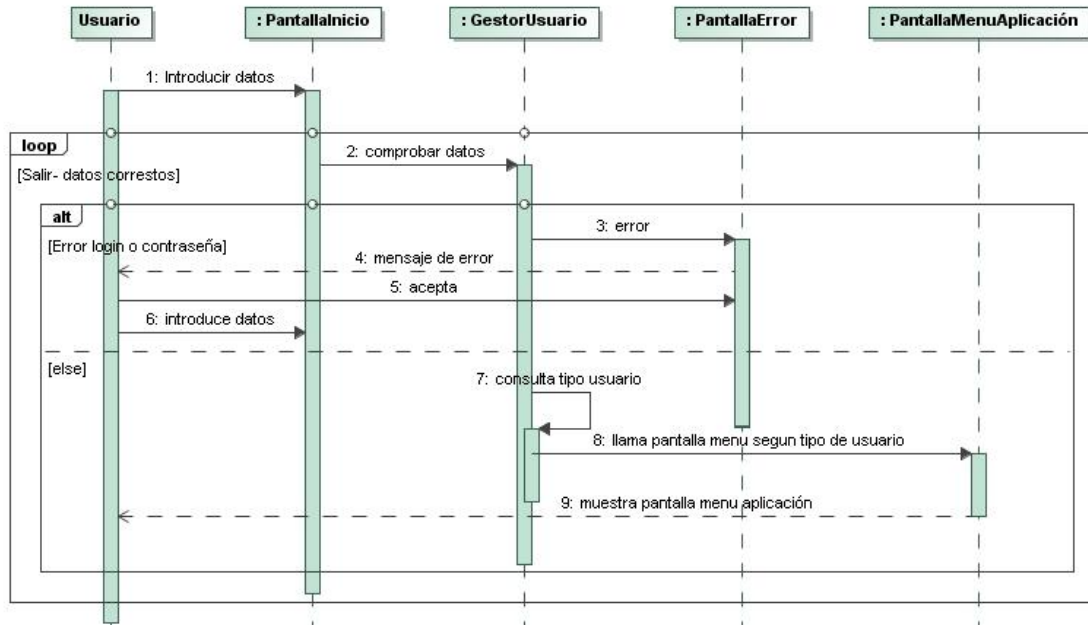 Usuario
: PantallaInicio
: GestorUsuario
: PantallaError
: PantallaMenuAplicación
1: Introducir datos
loop
2: comprobar datos
[Salir- datos correstos]
alt
3: error
[Error login o contraseña]
4: mensaje de error
5: acepta
6: introduce datos
[else]
7: consulta tipo usuario
8: llama pantalla menu segun tipo de usuario
9: muestra pantalla menu aplicación